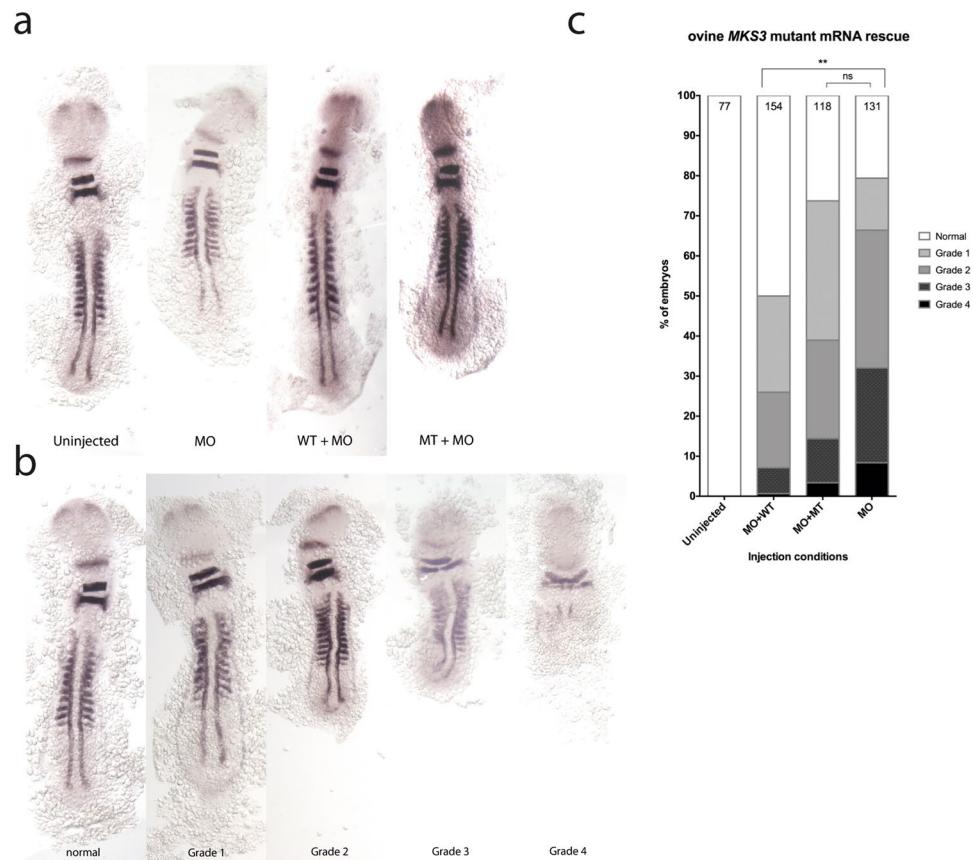 a
Uninjected
MO
WT + MO
MT + MO
b
normal
Grade 1
Grade 2
Grade 3
Grade 4
c
ovine MKS3 mutant mRNA rescue
**
ns
100
90
80
70
60
50
40
30
20
10
0
% of embryos
77
154
118
131
Uninjected
MO+WT
MO+MT
MO
Injection conditions
Normal
Grade 1
Grade 2
Grade 3
Grade 4